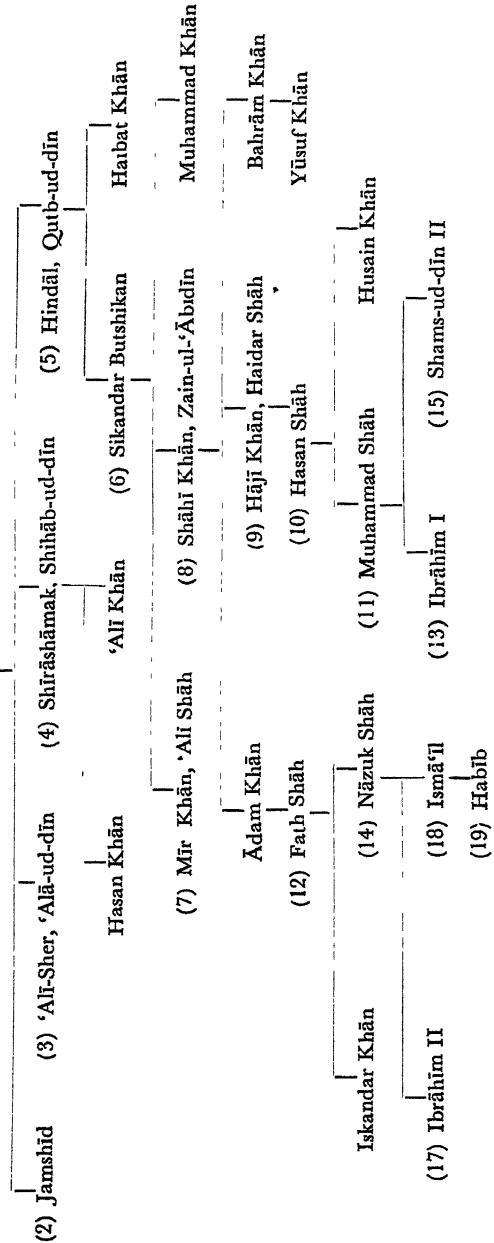 (2) Jamshīd (3) ‘Alī-Sher, ‘Alā-ud-dīn (4) Shīrāshāmak, Shihāb-ud-dīn (5) Hindāl, Qutb-ud-dīn
Hasan Khān ‘Alī Khān (6) Sikandar Butshikan Haibat Khān
(7) Mīr Khān, ‘Alī Shāh (8) Shāhī Khān, Zain-ul-‘Ābidīn Muhammad Khān
Ādam Khān (9) Hājī Khān, Haidar Shāh Bahrām Khān
(12) Fath Shāh (10) Hasan Shāh Yūsuf Khān
Iskandar Khān (14) Nāzuk Shāh (11) Muhammad Shāh Husain Khān
(17) Ibrāhīm II (18) Ismā‘īl (13) Ibrāhīm I (15) Shams-ud-dīn II
(19) Habīb